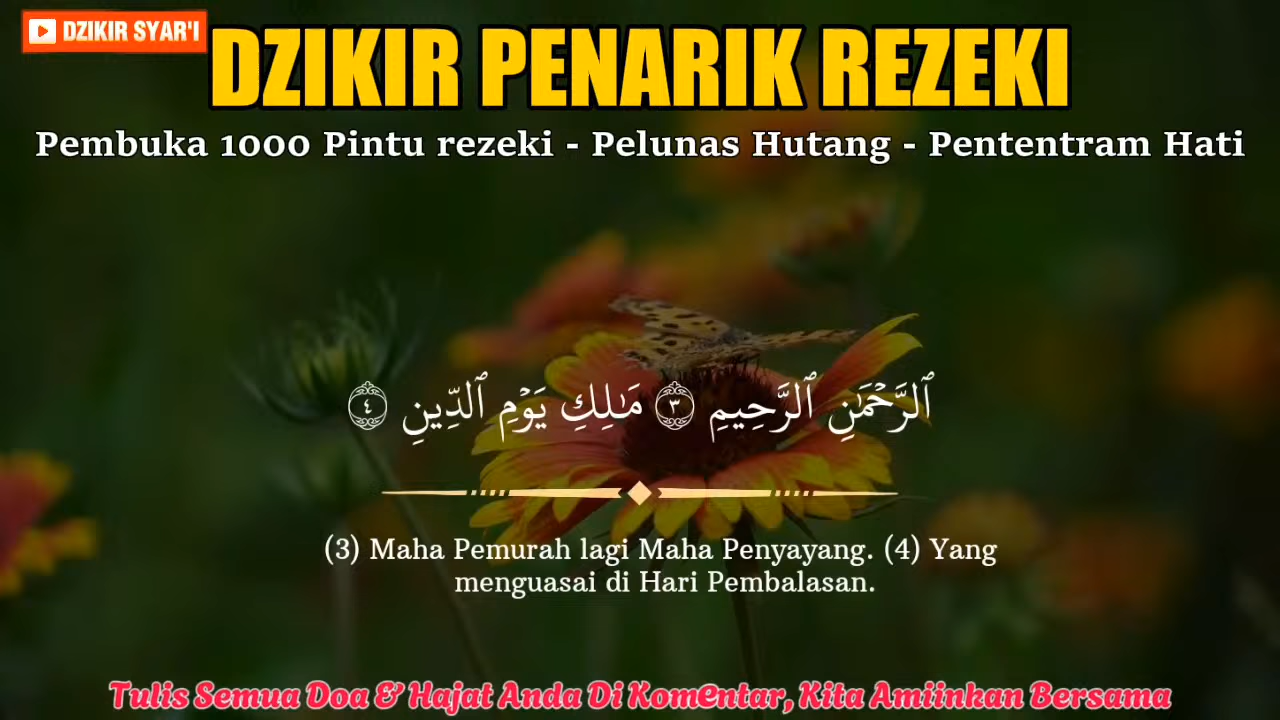 DZIKIR SYAR'I
DZIKIR PENARIK REZEKI
Pembuka 1000 Pintu rezeki - Pelunas Hutang - Pententram Hati
ٱلرَّحْمَٰنِ ٱلرَّحِيمِ ٣ مَٰلِكِ يَوْمِ ٱلدِّينِ ٤
(3) Maha Pemurah lagi Maha Penyayang. (4) Yang
menguasai di Hari Pembalasan.
Tulis Semua Doa & Hajat Anda Di Komentar, Kita Amiinkan Bersama